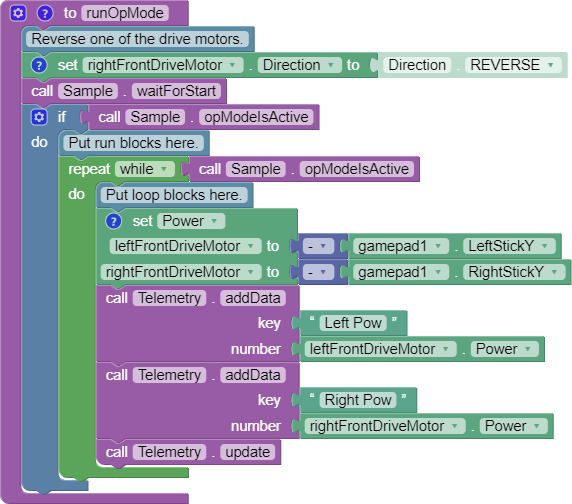 to runOpMode
Reverse one of the drive motors.
set rightFrontDriveMotor . Direction to Direction . REVERSE
call Sample . waitForStart
if call Sample . opModeIsActive
do Put run blocks here.
repeat while call Sample . opModeIsActive
do Put loop blocks here.
set Power
leftFrontDriveMotor to - gamepad1 . LeftStickY
rightFrontDriveMotor to - gamepad1 . RightStickY
call Telemetry . addData
key “ Left Pow ”
number leftFrontDriveMotor . Power
call Telemetry . addData
key “ Right Pow ”
number rightFrontDriveMotor . Power
call Telemetry . update